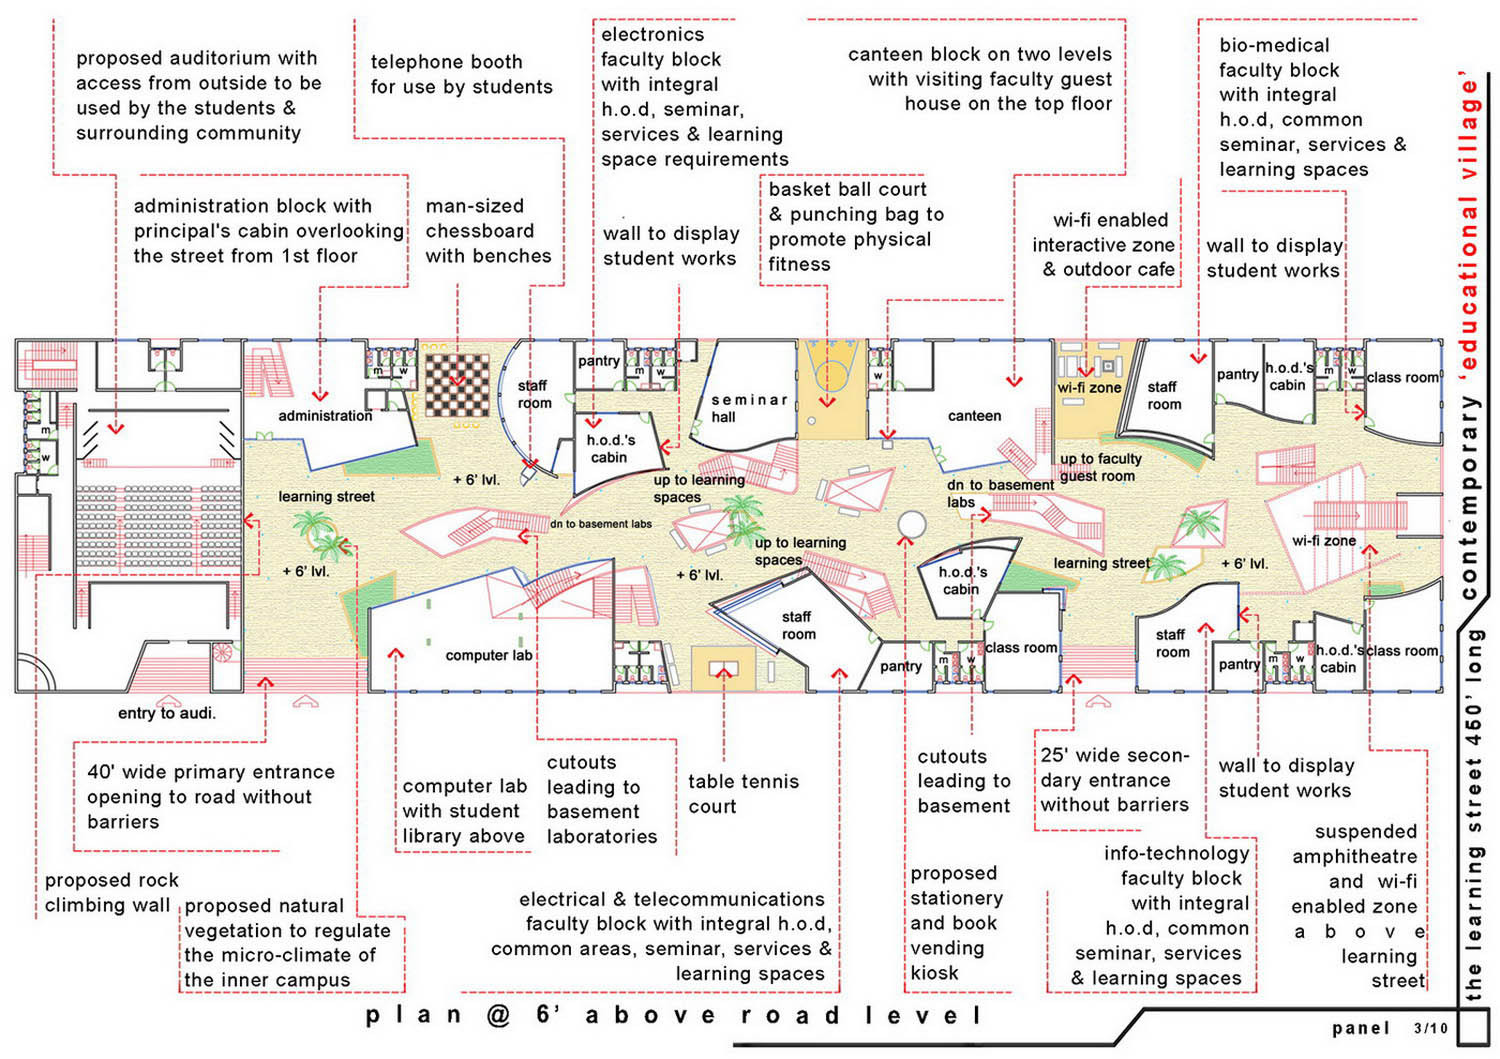 proposed auditorium with
access from outside to be
used by the students &
surrounding community
telephone booth
for use by students
electronics
faculty block
with integral
h.o.d, seminar,
services & learning
space requirements
canteen block on two levels
with visiting faculty guest
house on the top floor
bio-medical
faculty block
with integral
h.o.d, common
seminar, services &
learning spaces
administration block with
principal's cabin overlooking
the street from 1st floor
man-sized
chessboard
with benches
wall to display
student works
basket ball court
& punching bag to
promote physical
fitness
wi-fi enabled
interactive zone
& outdoor cafe
wall to display
student works
m
w
administration
m
w
staff
room
pantry
m
w
h.o.d.'s
cabin
seminar
hall
w
canteen
wi-fi zone
staff
room
pantry
h.o.d.'s
cabin
m
w
class room
learning street
+ 6' lvl.
dn to basement labs
up to learning
spaces
up to learning
spaces
dn to basement
labs
up to faculty
guest room
learning street
+ 6' lvl.
wi-fi zone
+ 6' lvl.
+ 6' lvl.
computer lab
staff
room
pantry
m
w
h.o.d.'s
cabin
class room
staff
room
pantry
m
w
h.o.d.'s
cabin
class room
entry to audi.
40' wide primary entrance
opening to road without
barriers
computer lab
with student
library above
cutouts
leading to
basement
laboratories
table tennis
court
cutouts
leading to
basement
25' wide secon-
dary entrance
without barriers
wall to display
student works
proposed rock
climbing wall
proposed natural
vegetation to regulate
the micro-climate of
the inner campus
electrical & telecommunications
faculty block with integral h.o.d,
common areas, seminar, services &
learning spaces
proposed
stationery
and book
vending
kiosk
info-technology
faculty block
with integral
h.o.d, common
seminar, services
& learning spaces
suspended
amphitheatre
and wi-fi
enabled zone
above
learning
street
plan @ 6' above road level
contemporary 'educational village'
the learning street 450' long
panel 3/10